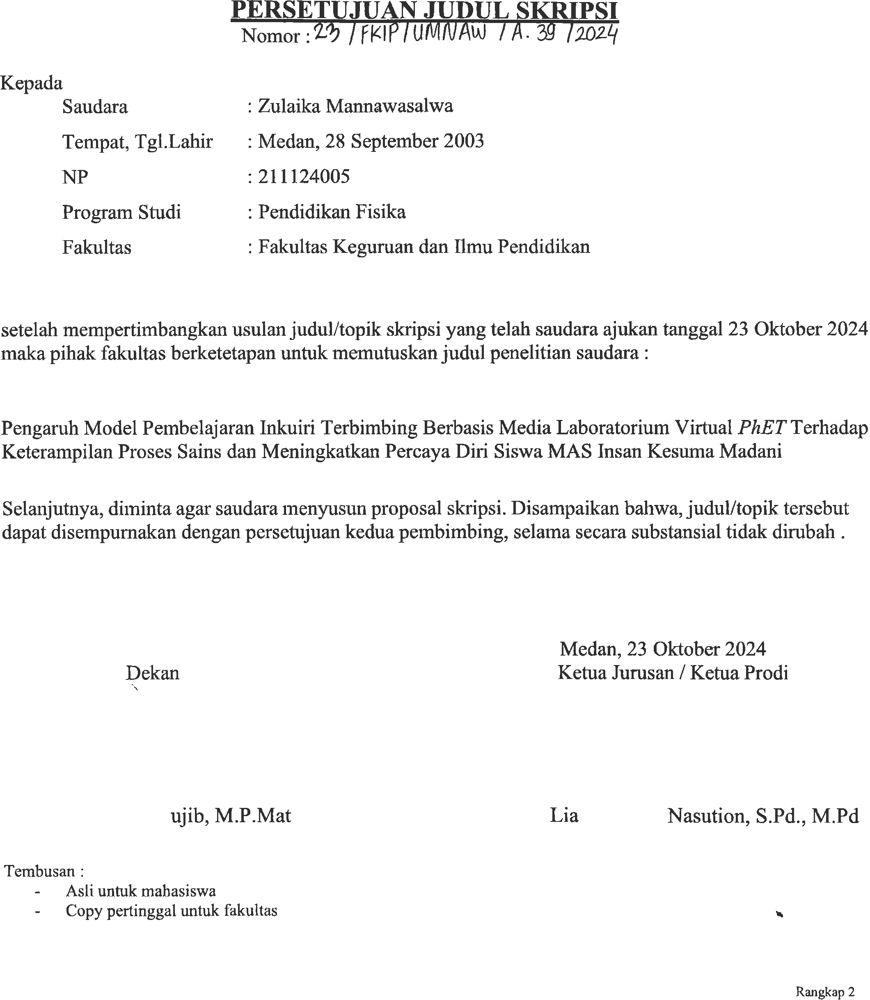 PERSETUJUAN JUDUL SKRIPSI
Nomor : 23 / FKIP / UMNAW / A. 39 / 2024
Kepada
Saudara : Zulaika Mannawasalwa
Tempat, Tgl.Lahir : Medan, 28 September 2003
NP : 211124005
Program Studi : Pendidikan Fisika
Fakultas : Fakultas Keguruan dan Ilmu Pendidikan
setelah mempertimbangkan usulan judul/topik skripsi yang telah saudara ajukan tanggal 23 Oktober 2024
maka pihak fakultas berketetapan untuk memutuskan judul penelitian saudara :
Pengaruh Model Pembelajaran Inkuiri Terbimbing Berbasis Media Laboratorium Virtual PhET Terhadap
Keterampilan Proses Sains dan Meningkatkan Percaya Diri Siswa MAS Insan Kesuma Madani
Selanjutnya, diminta agar saudara menyusun proposal skripsi. Disampaikan bahwa, judul/topik tersebut
dapat disempurnakan dengan persetujuan kedua pembimbing, selama secara substansial tidak dirubah .
Medan, 23 Oktober 2024
Dekan Ketua Jurusan / Ketua Prodi
ujib, M.P.Mat Lia Nasution, S.Pd., M.Pd
Tembusan :
- Asli untuk mahasiswa
- Copy pertinggal untuk fakultas
Rangkap 2